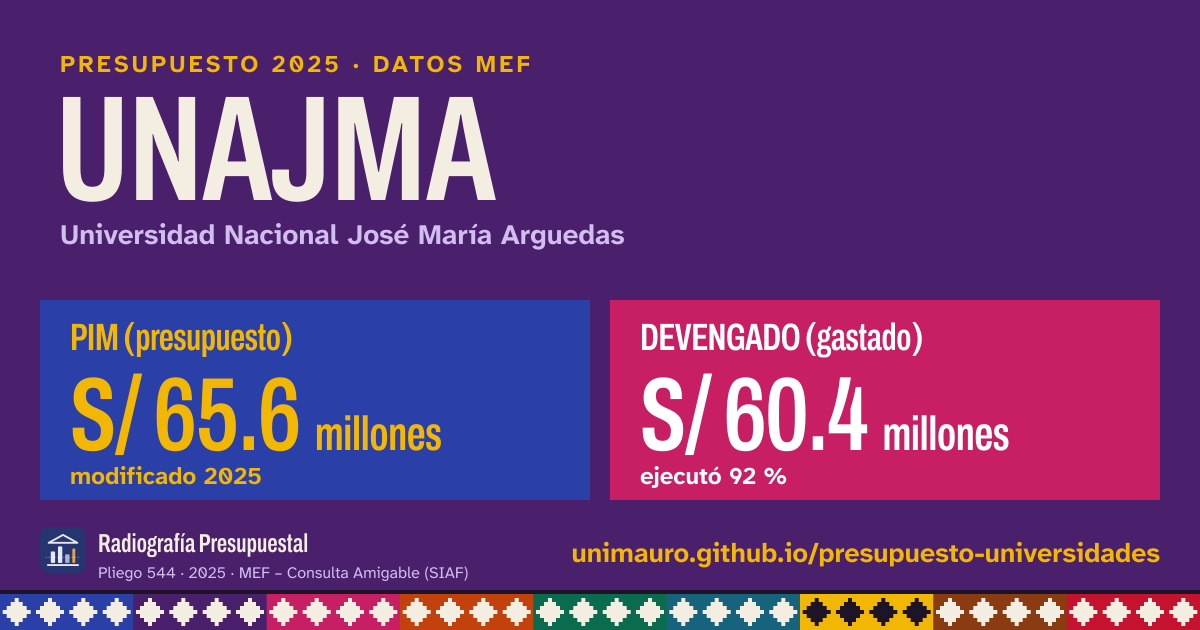 PRESUPUESTO 2025 · DATOS MEF
UNAJMA
Universidad Nacional José María Arguedas
PIM (presupuesto)
S/ 65.6 millones
modificado 2025
DEVENGADO (gastado)
S/ 60.4 millones
ejecutó 92 %
Radiografía Presupuestal
Pliego 544 · 2025 · MEF – Consulta Amigable (SIAF)
unimauro.github.io/presupuesto-universidades